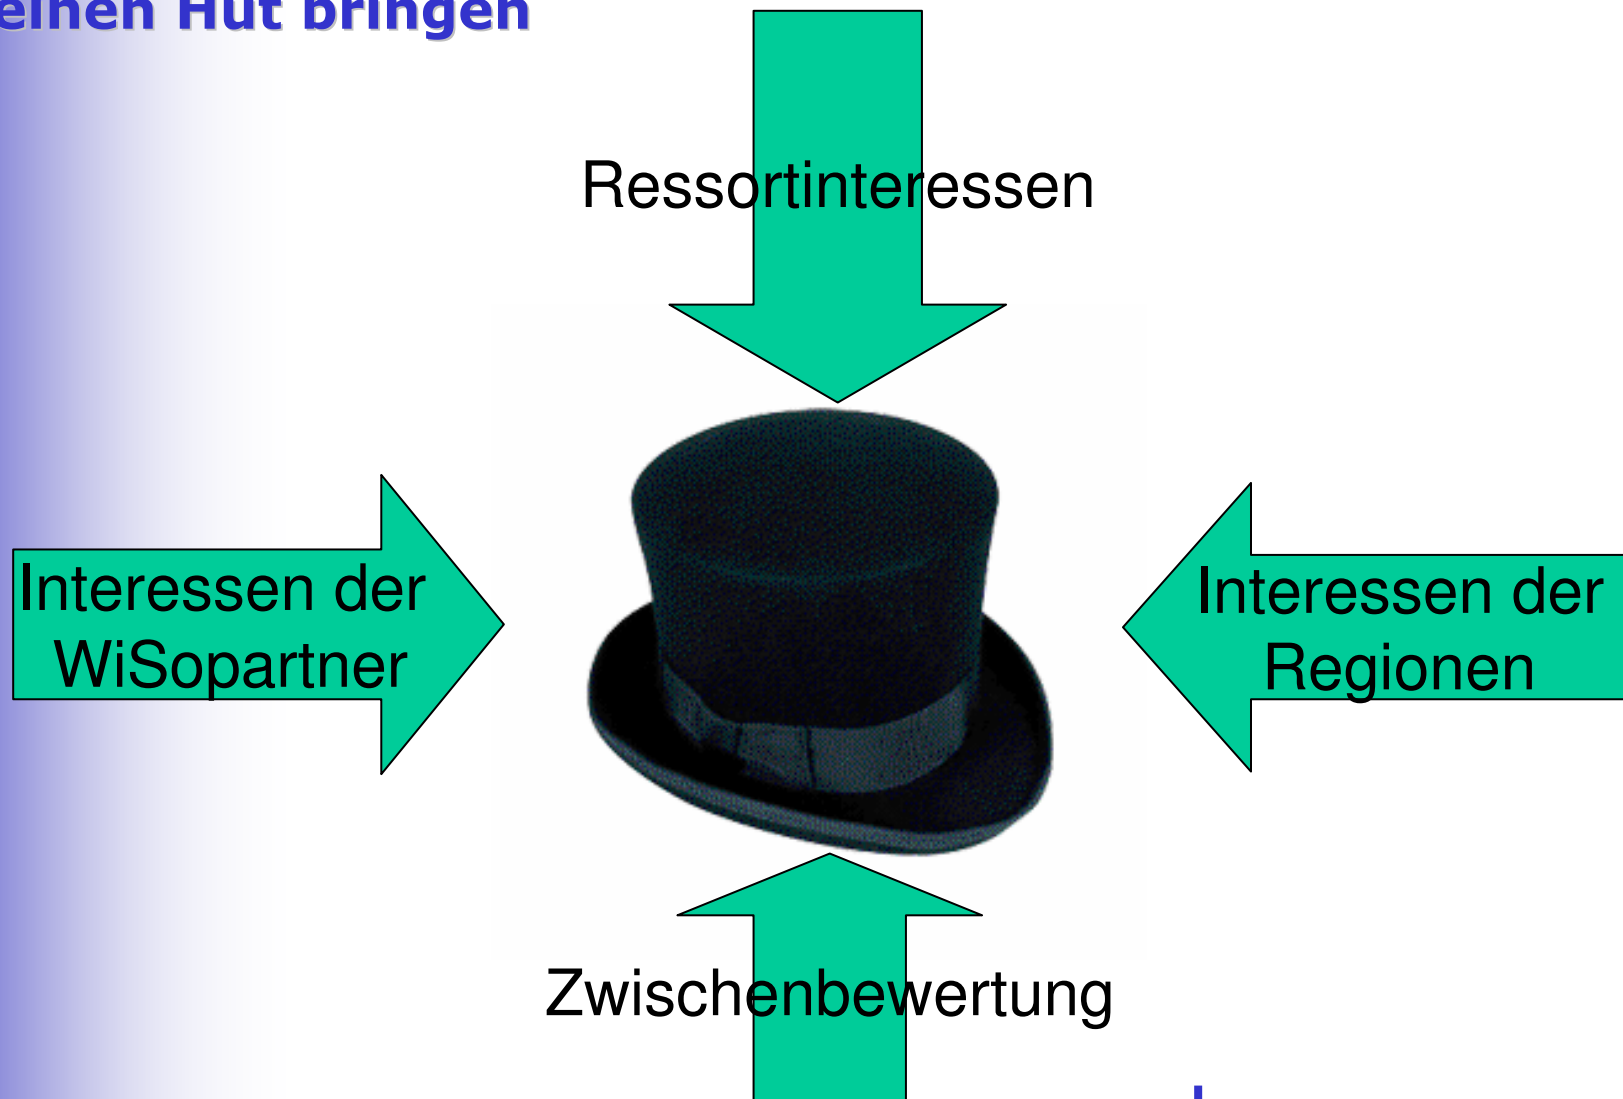 einen Hut bringen
Ressortinteressen
Interessen der
WiSopartner
Interessen der
Regionen
Zwischenbewertung